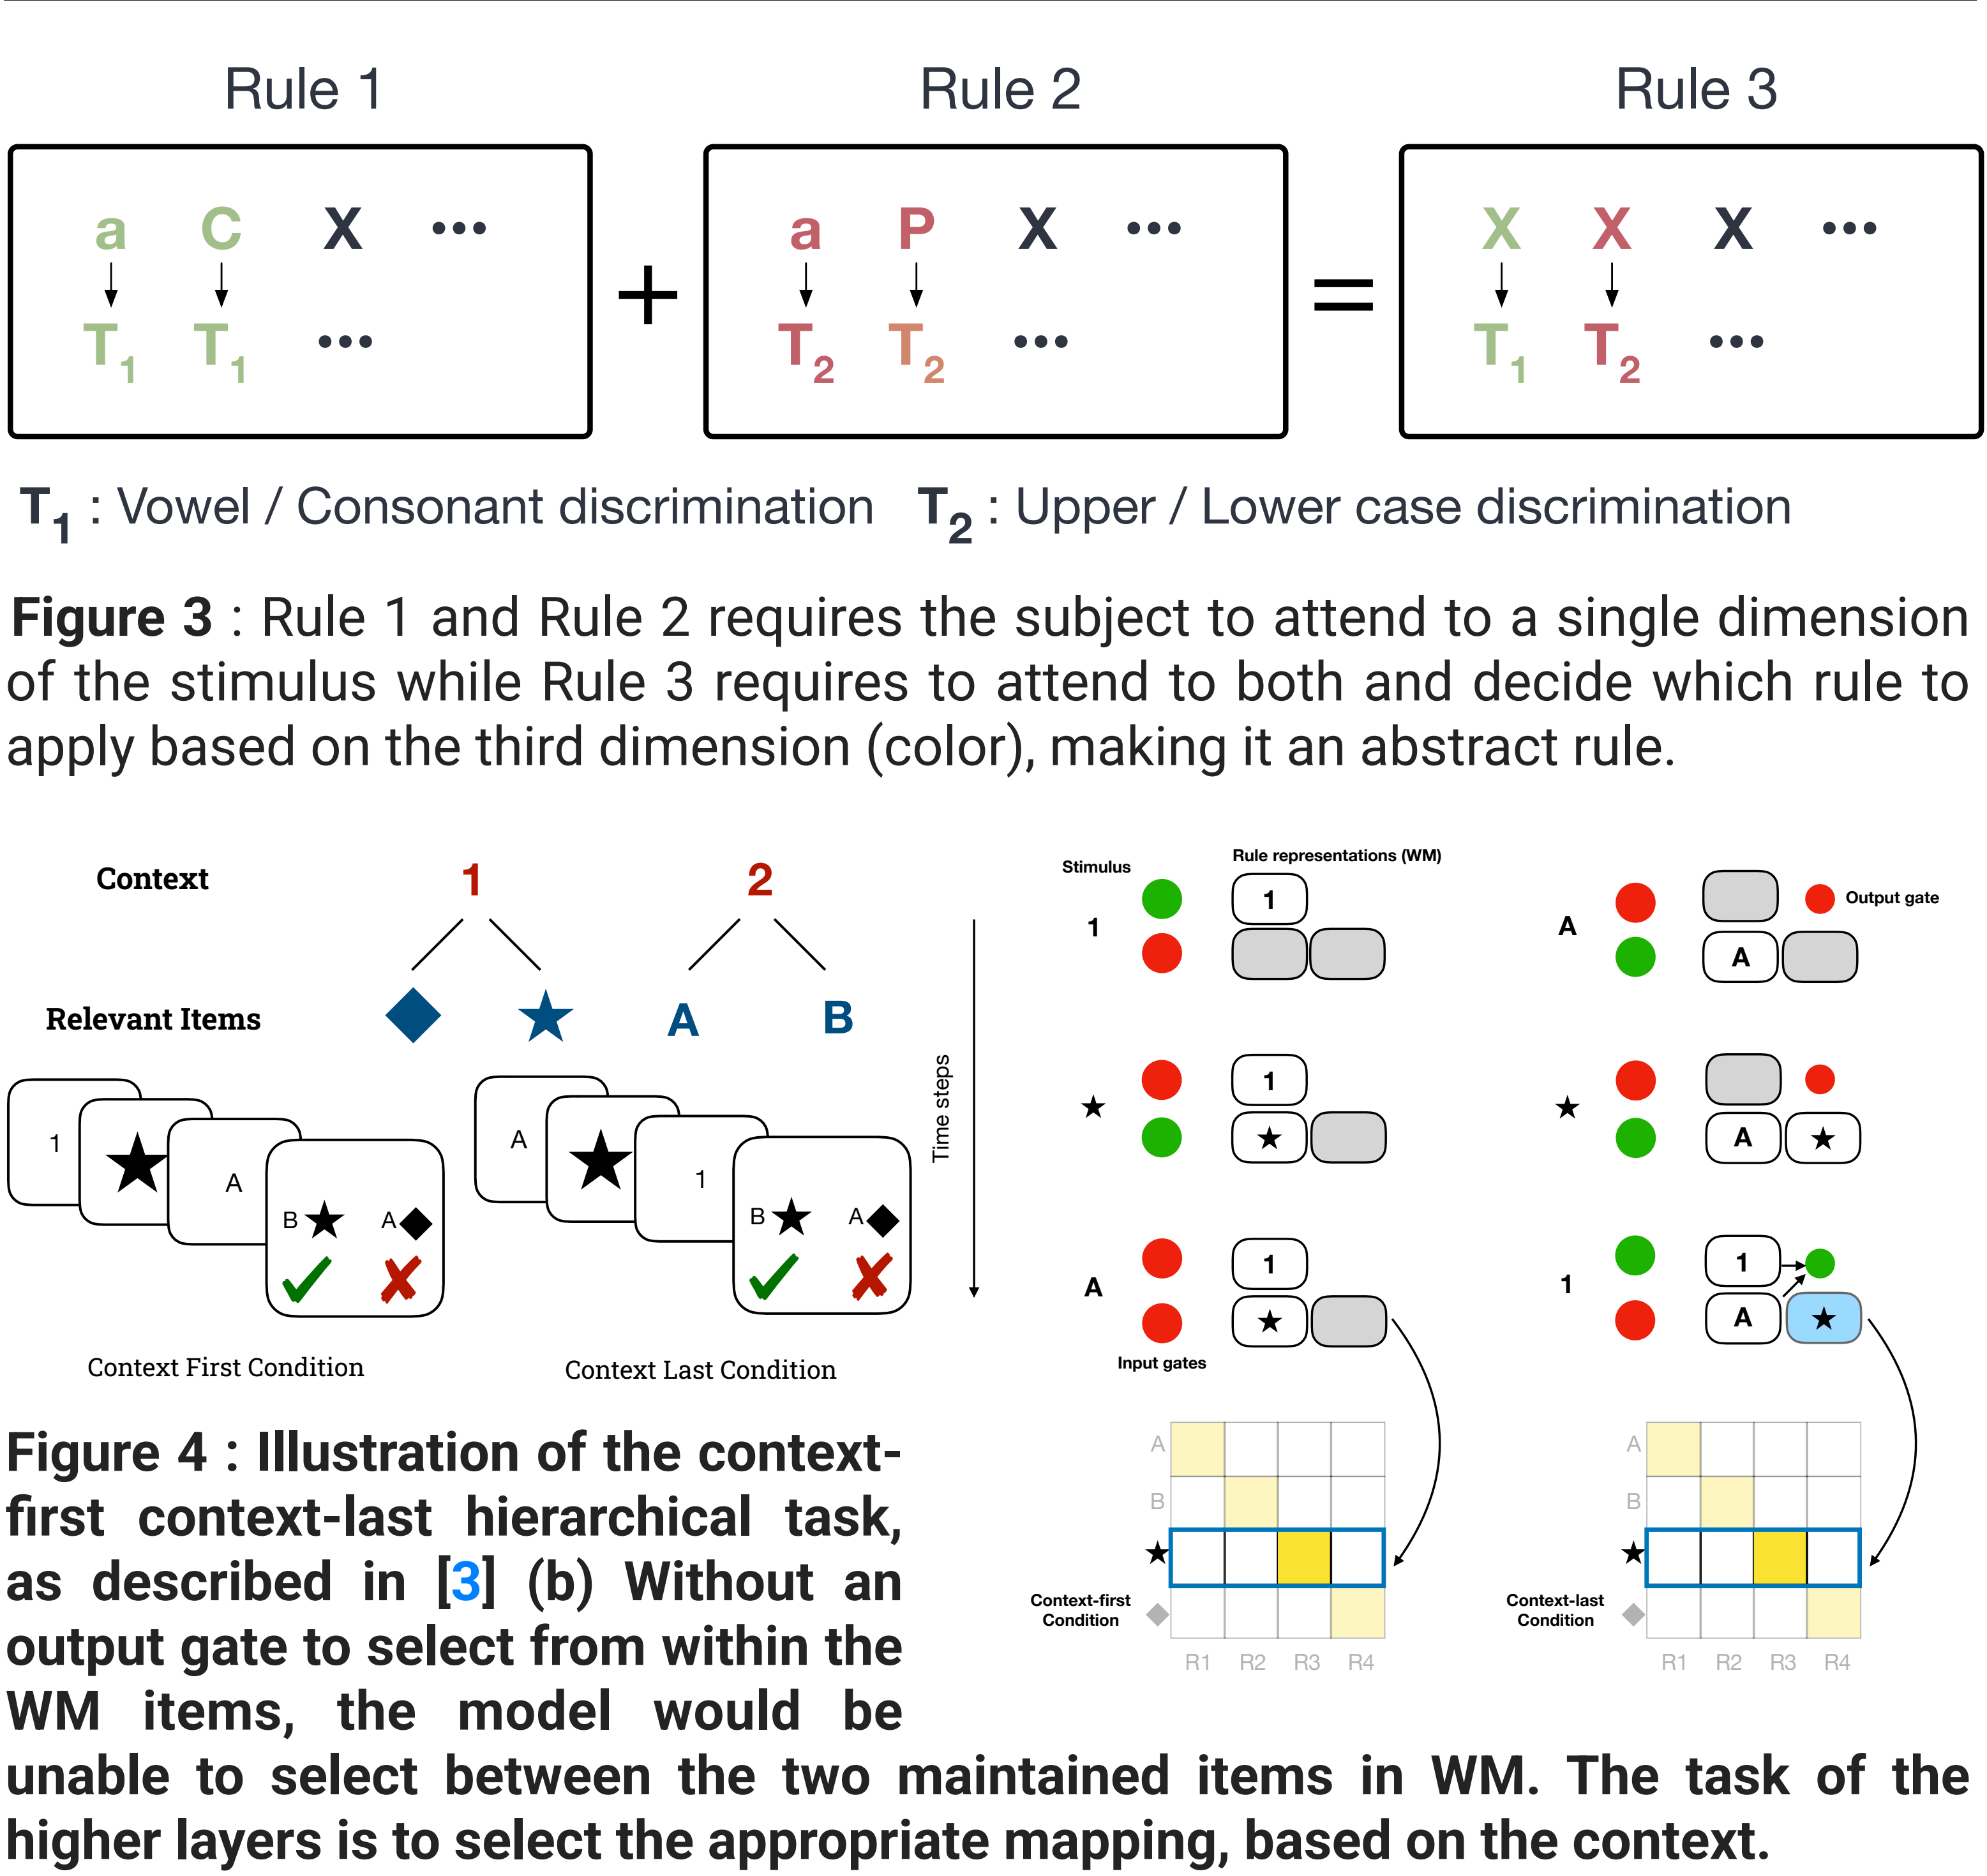 Rule 1
Rule 2
Rule 3
a C X •••
T1 T1 •••
+
a P X •••
T2 T2 •••
=
X X X •••
T1 T2 •••
T1 : Vowel / Consonant discrimination T2 : Upper / Lower case discrimination
Figure 3 : Rule 1 and Rule 2 requires the subject to attend to a single dimension
of the stimulus while Rule 3 requires to attend to both and decide which rule to
apply based on the third dimension (color), making it an abstract rule.
Context 1 2
Relevant Items A B
1
A
B A
Context First Condition
A
1
B A
Context Last Condition
Time steps
Stimulus
Rule representations (WM)
1
1
1
A
1
Input gates
A
Output gate
A
A
1
1
A
A
B
Context-first
Condition
R1 R2 R3 R4
A
B
Context-last
Condition
R1 R2 R3 R4
Figure 4 : Illustration of the context-
first context-last hierarchical task,
as described in [3] (b) Without an
output gate to select from within the
WM items, the model would be
unable to select between the two maintained items in WM. The task of the
higher layers is to select the appropriate mapping, based on the context.